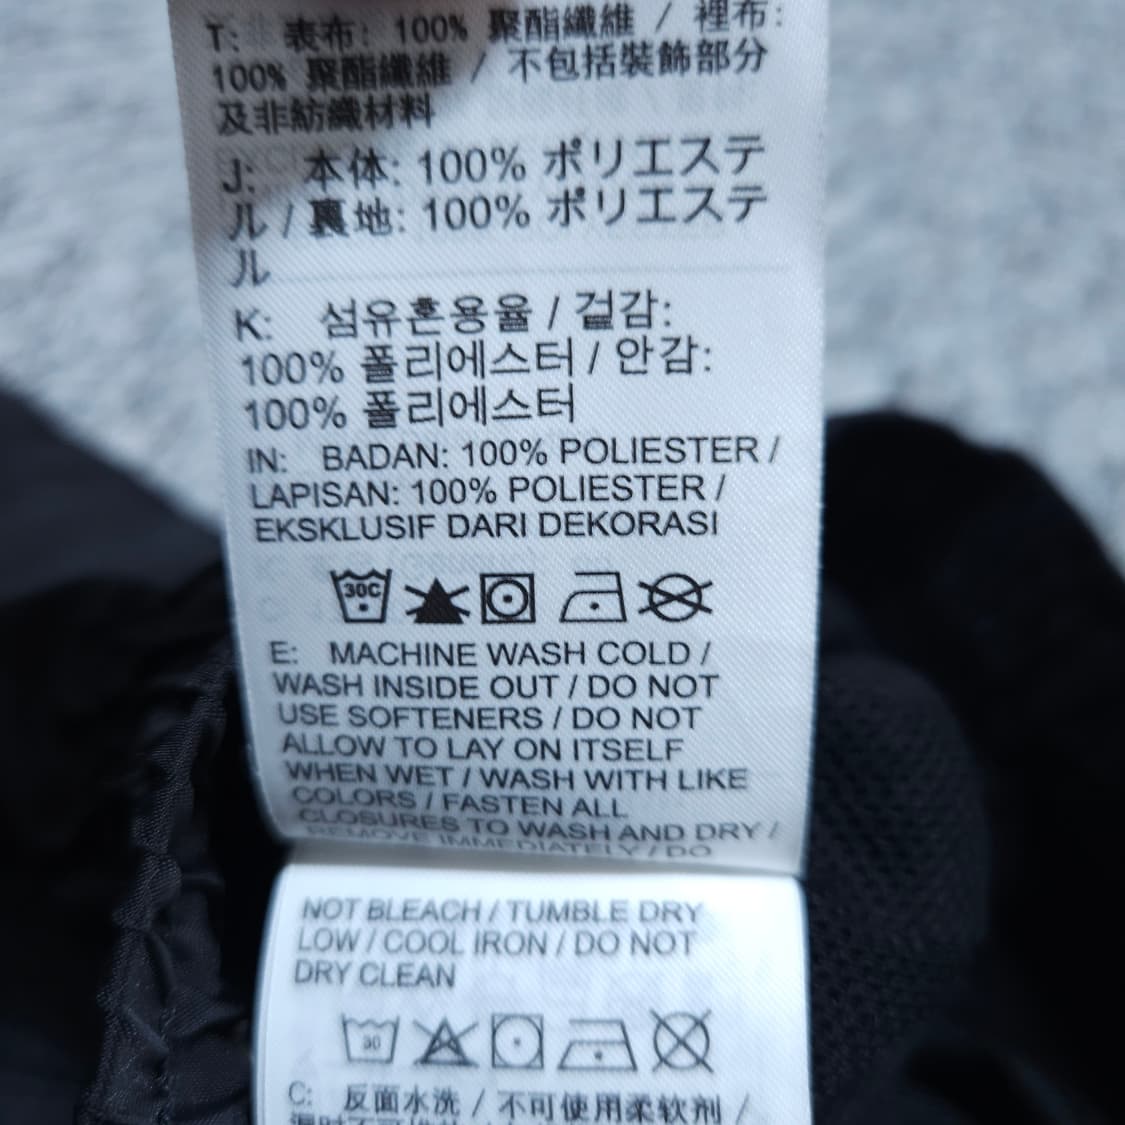 T: 表布: 100% 聚酯纖維 / 裡布:
100% 聚酯纖維 / 不包括裝飾部分
及非紡織材料
J: 本体: 100% ポリエステ
ル / 裏地: 100% ポリエステ
ル
K: 섬유혼용율 / 겉감:
100% 폴리에스터 / 안감:
100% 폴리에스터
IN: BADAN: 100% POLIESTER /
LAPISAN: 100% POLIESTER /
EKSKLUSIF DARI DEKORASI
30C
E: MACHINE WASH COLD /
WASH INSIDE OUT / DO NOT
USE SOFTENERS / DO NOT
ALLOW TO LAY ON ITSELF
WHEN WET / WASH WITH LIKE
COLORS / FASTEN ALL
CLOSURES TO WASH AND DRY /
REMOVE IMMEDIATELY / DO
NOT BLEACH / TUMBLE DRY
LOW / COOL IRON / DO NOT
DRY CLEAN
30
C: 反面水洗 / 不可使用柔软剂 /